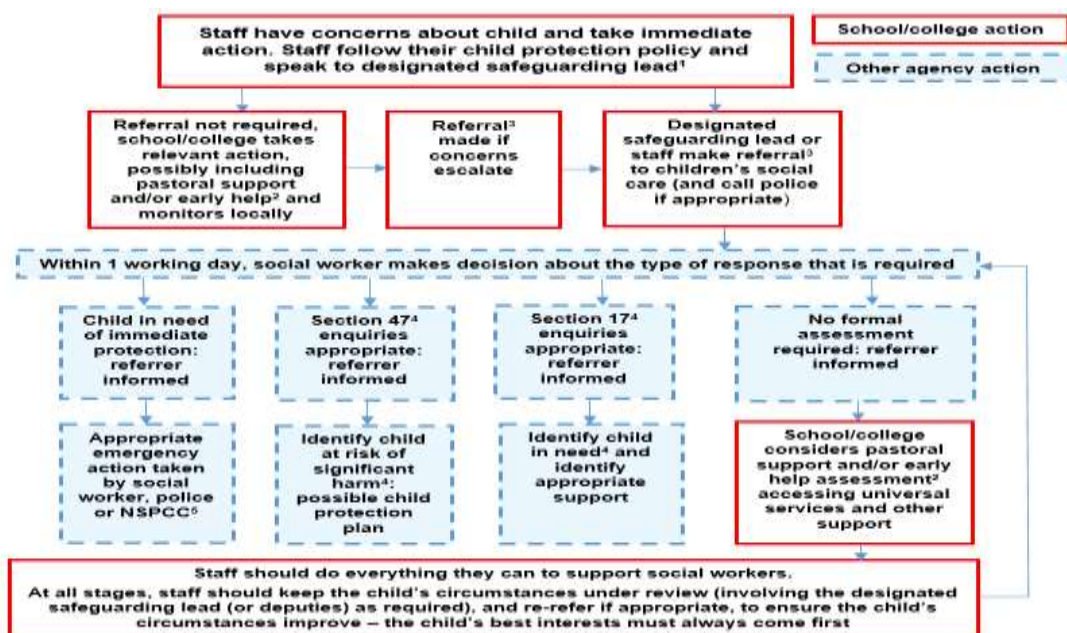 Staff have concerns about child and take immediate
action. Staff follow their child protection policy and
speak to designated safeguarding lead¹
School/college action
Other agency action
Referral not required,
school/college takes
relevant action,
possibly including
pastoral support
and/or early help² and
monitors locally
Referral³
made if
concerns
escalate
Designated
safeguarding lead or
staff make referral³
to children's social
care (and call police
if appropriate)
Within 1 working day, social worker makes decision about the type of response that is required
Child in need
of immediate
protection:
referrer
informed
Section 47⁴
enquiries
appropriate:
referrer
informed
Section 17⁴
enquiries
appropriate:
referrer
informed
No formal
assessment
required: referrer
informed
Appropriate
emergency
action taken
by social
worker, police
or NSPCC⁵
Identify child
at risk of
significant
harm⁴:
possible child
protection
plan
Identify child
in need⁴ and
identify
appropriate
support
School/college
considers pastoral
support and/or early
help assessment²
accessing universal
services and other
support
Staff should do everything they can to support social workers.
At all stages, staff should keep the child's circumstances under review (involving the designated
safeguarding lead (or deputies) as required), and re-refer if appropriate, to ensure the child's
circumstances improve – the child's best interests must always come first